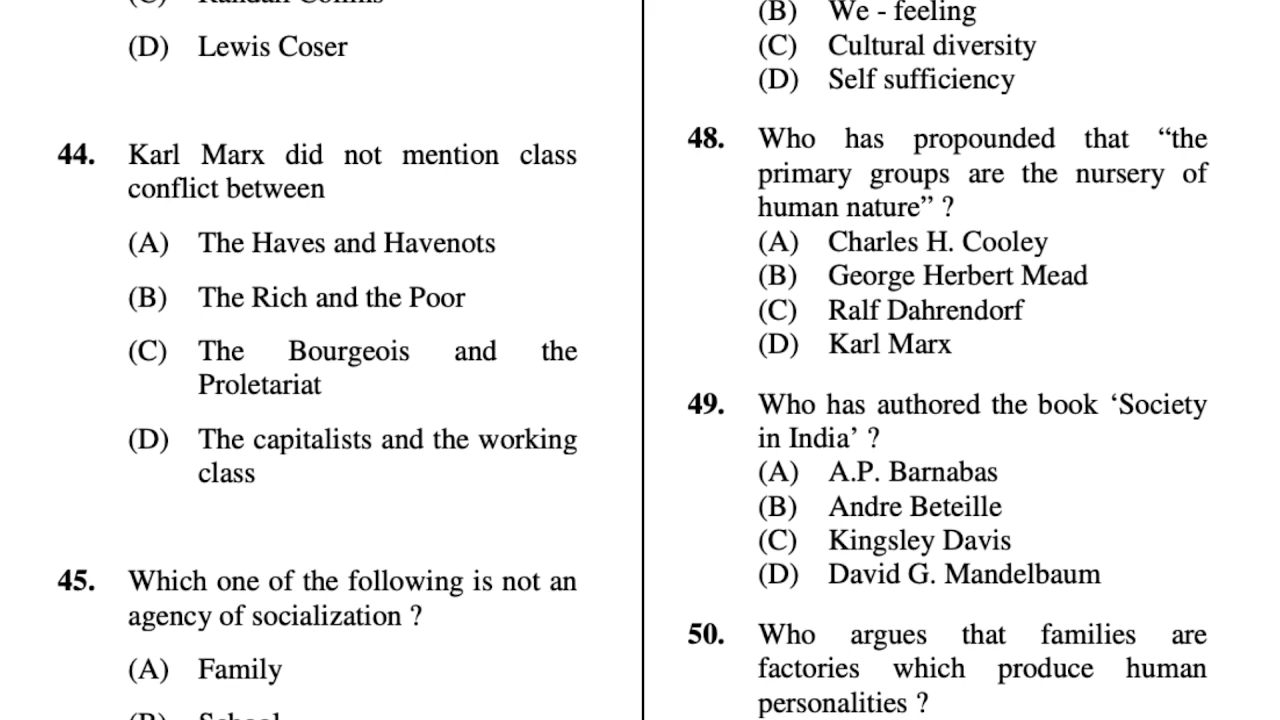 (D) Lewis Coser
44. Karl Marx did not mention class
conflict between
(A) The Haves and Havenots
(B) The Rich and the Poor
(C) The Bourgeois and the
Proletariat
(D) The capitalists and the working
class
45. Which one of the following is not an
agency of socialization ?
(A) Family
(B) School
(B) We - feeling
(C) Cultural diversity
(D) Self sufficiency
48. Who has propounded that “the
primary groups are the nursery of
human nature” ?
(A) Charles H. Cooley
(B) George Herbert Mead
(C) Ralf Dahrendorf
(D) Karl Marx
49. Who has authored the book ‘Society
in India’ ?
(A) A.P. Barnabas
(B) Andre Beteille
(C) Kingsley Davis
(D) David G. Mandelbaum
50. Who argues that families are
factories which produce human
personalities ?